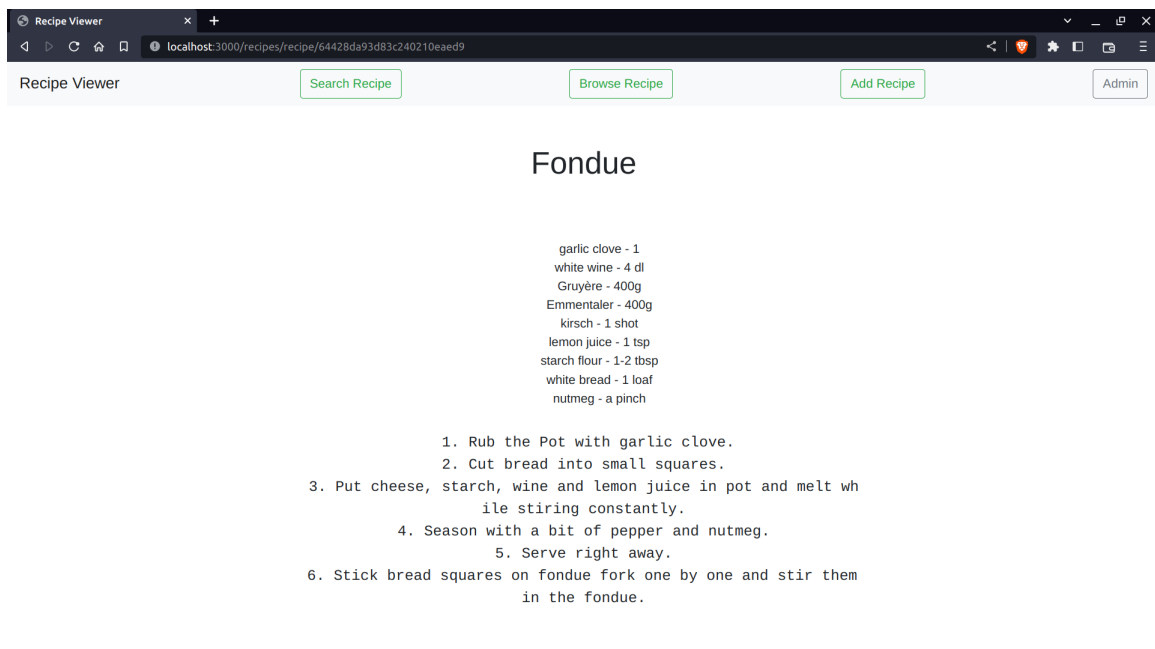 Recipe Viewer
localhost:3000/recipes/recipe/64428da93d83c240210eaed9
Recipe Viewer
Search Recipe
Browse Recipe
Add Recipe
Admin
Fondue
garlic clove - 1
white wine - 4 dl
Gruyère - 400g
Emmentaler - 400g
kirsch - 1 shot
lemon juice - 1 tsp
starch flour - 1-2 tbsp
white bread - 1 loaf
nutmeg - a pinch
1. Rub the Pot with garlic clove.
2. Cut bread into small squares.
3. Put cheese, starch, wine and lemon juice in pot and melt wh
ile stiring constantly.
4. Season with a bit of pepper and nutmeg.
5. Serve right away.
6. Stick bread squares on fondue fork one by one and stir them
in the fondue.